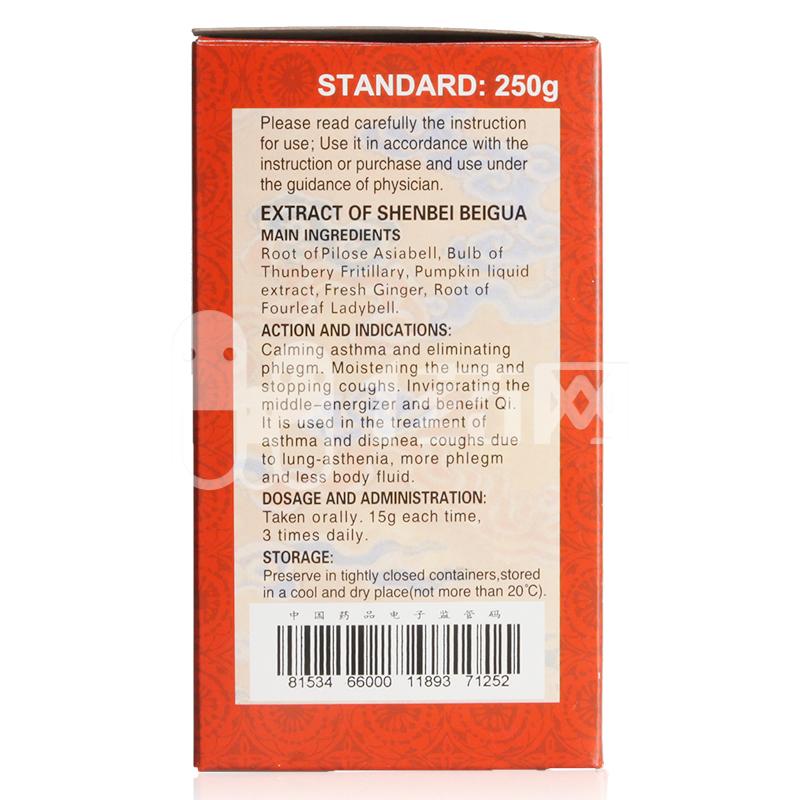 STANDARD: 250g
Please read carefully the instruction
for use; Use it in accordance with the
instruction or purchase and use under
the guidance of physician.
EXTRACT OF SHENBEI BEIGUA
MAIN INGREDIENTS
Root of Pilose Asiabell, Bulb of
Thunbery Fritillary, Pumpkin liquid
extract, Fresh Ginger, Root of
Fourleaf Ladybell.
ACTION AND INDICATIONS:
Calming asthma and eliminating
phlegm. Moistening the lung and
stopping coughs. Invigorating the
middle-energizer and benefit Qi.
It is used in the treatment of
asthma and dispnea, coughs due
to lung-asthenia, more phlegm
and less body fluid.
DOSAGE AND ADMINISTRATION:
Taken orally. 15g each time,
3 times daily.
STORAGE:
Preserve in tightly closed containers,stored
in a cool and dry place(not more than 20℃).
中国药品电子监管码
81534 66000 11893 71252